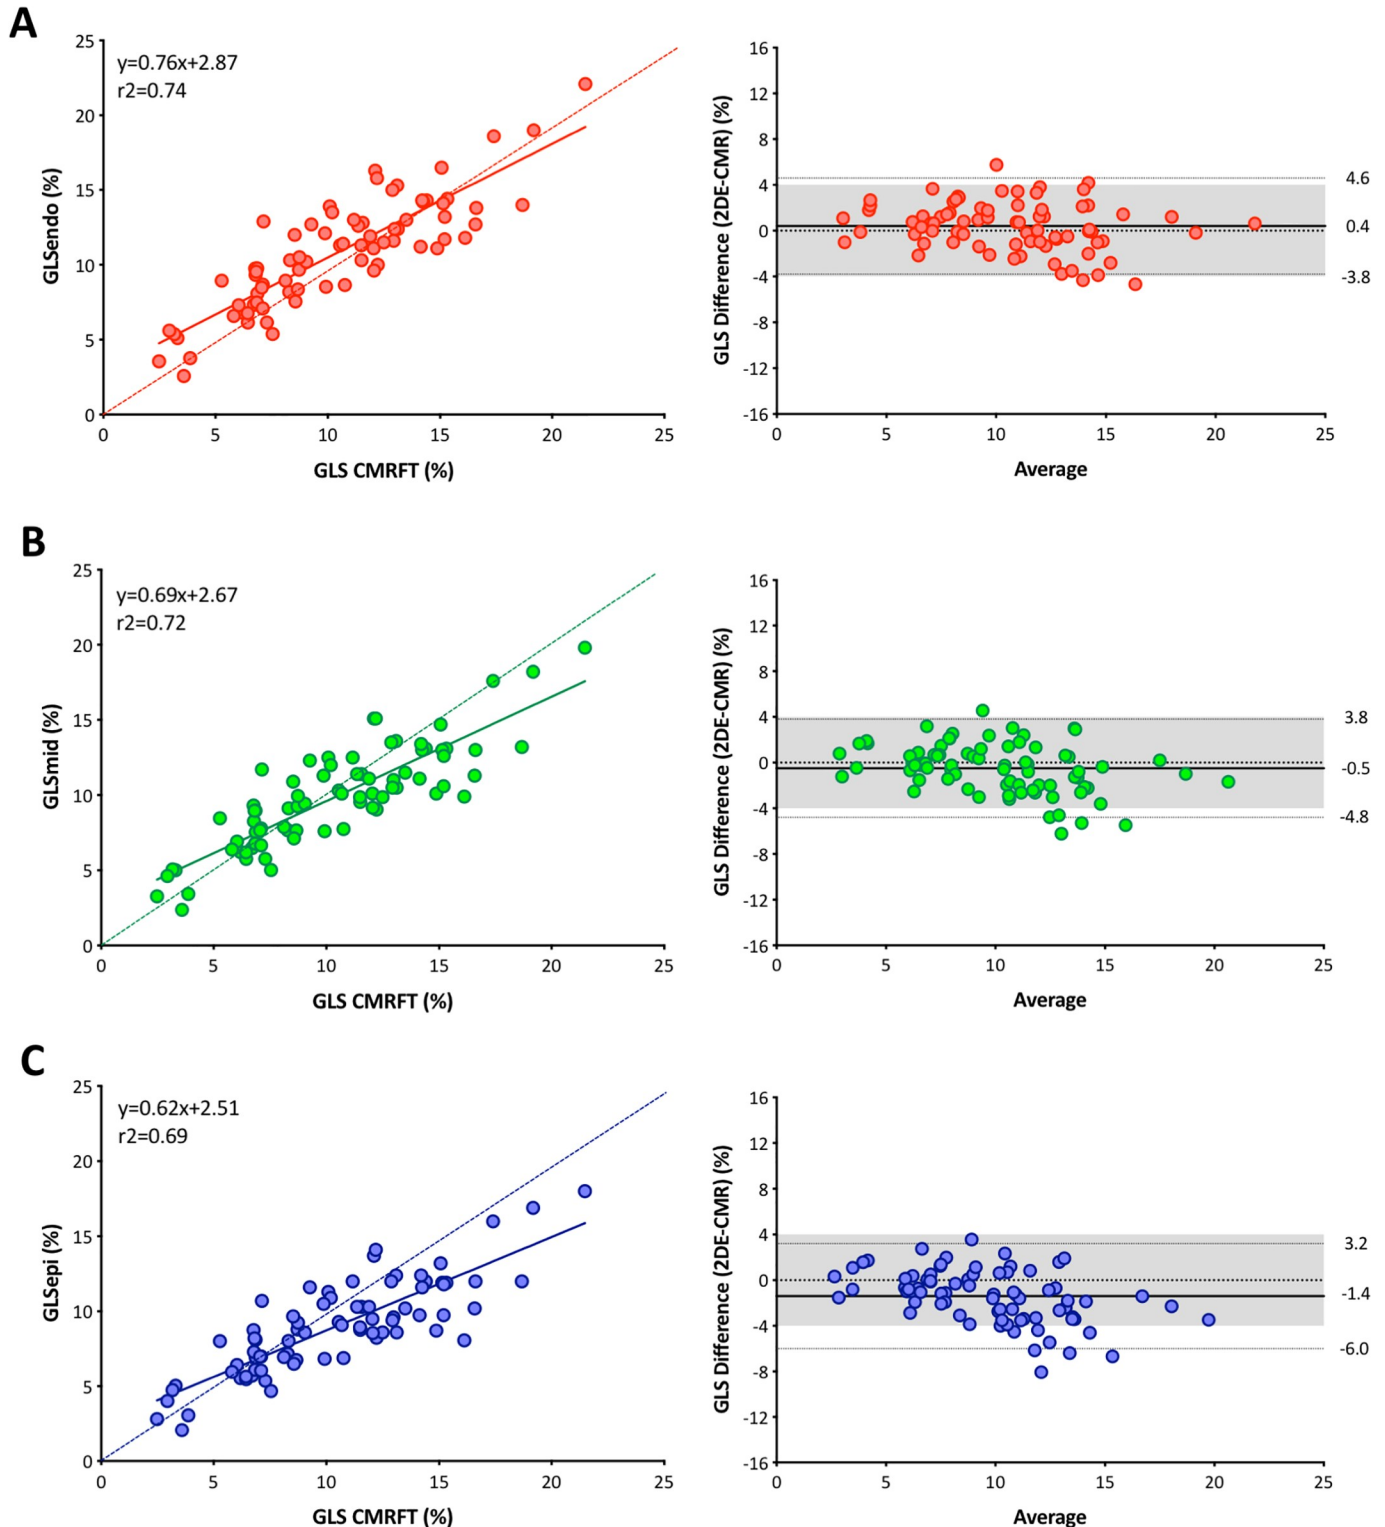 A
y=0.76x+2.87
r2=0.74
GLSendo (%)
25
20
15
10
5
0
0 5 10 15 20 25
GLS CMRFT (%)
GLS Difference (2DE-CMR) (%)
16
12
8
4
0
-4
-8
-12
-16
4.6
0.4
-3.8
0 5 10 15 20 25
Average
B
y=0.69x+2.67
r2=0.72
GLSmid (%)
25
20
15
10
5
0
0 5 10 15 20 25
GLS CMRFT (%)
GLS Difference (2DE-CMR) (%)
16
12
8
4
0
-4
-8
-12
-16
3.8
-0.5
-4.8
0 5 10 15 20 25
Average
C
y=0.62x+2.51
r2=0.69
GLSepi (%)
25
20
15
10
5
0
0 5 10 15 20 25
GLS CMRFT (%)
GLS Difference (2DE-CMR) (%)
16
12
8
4
0
-4
-8
-12
-16
3.2
-1.4
-6.0
0 5 10 15 20 25
Average